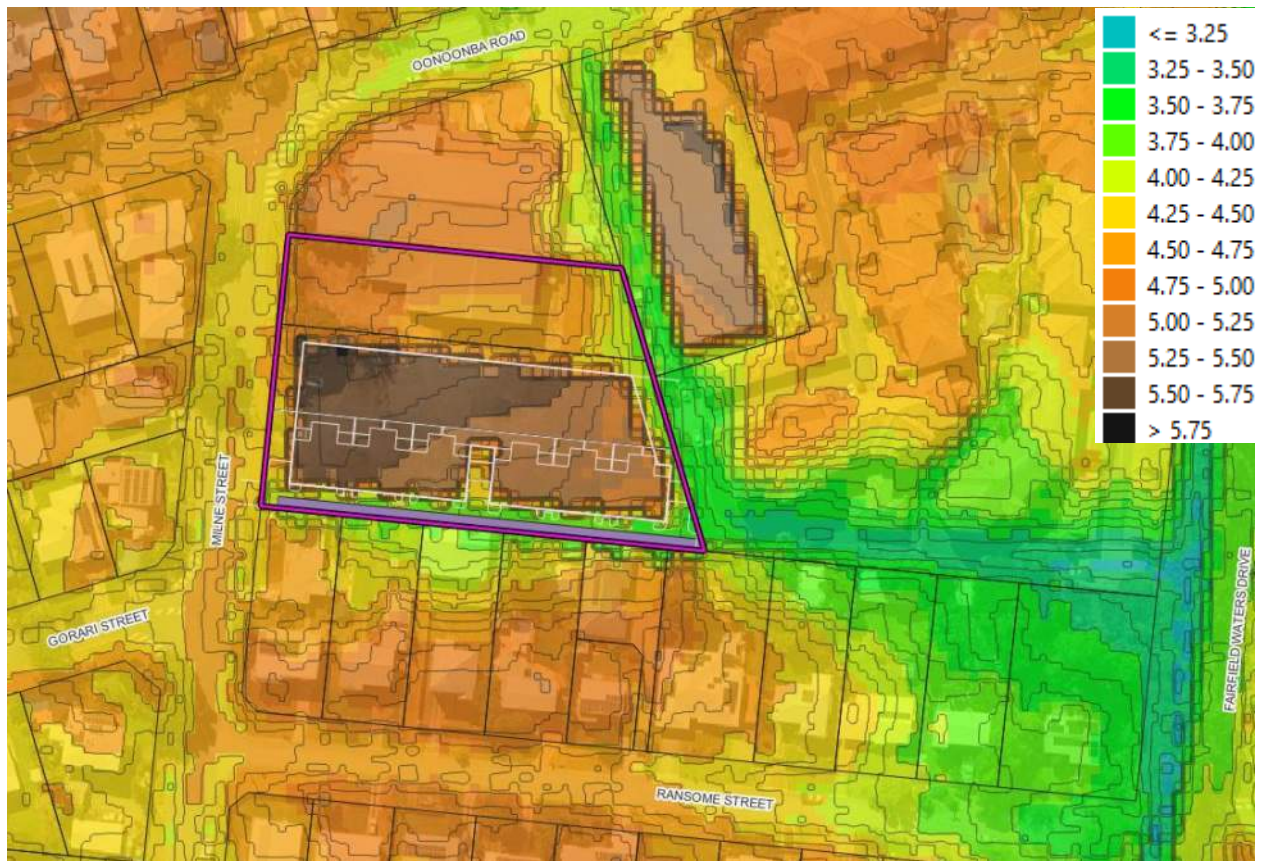 OONOONBA ROAD
<= 3.25
3.25 - 3.50
3.50 - 3.75
3.75 - 4.00
4.00 - 4.25
4.25 - 4.50
4.50 - 4.75
4.75 - 5.00
5.00 - 5.25
5.25 - 5.50
5.50 - 5.75
> 5.75
MILNE STREET
GORARI STREET
FAIRFIELD WATERS DRIVE
RANSOME STREET